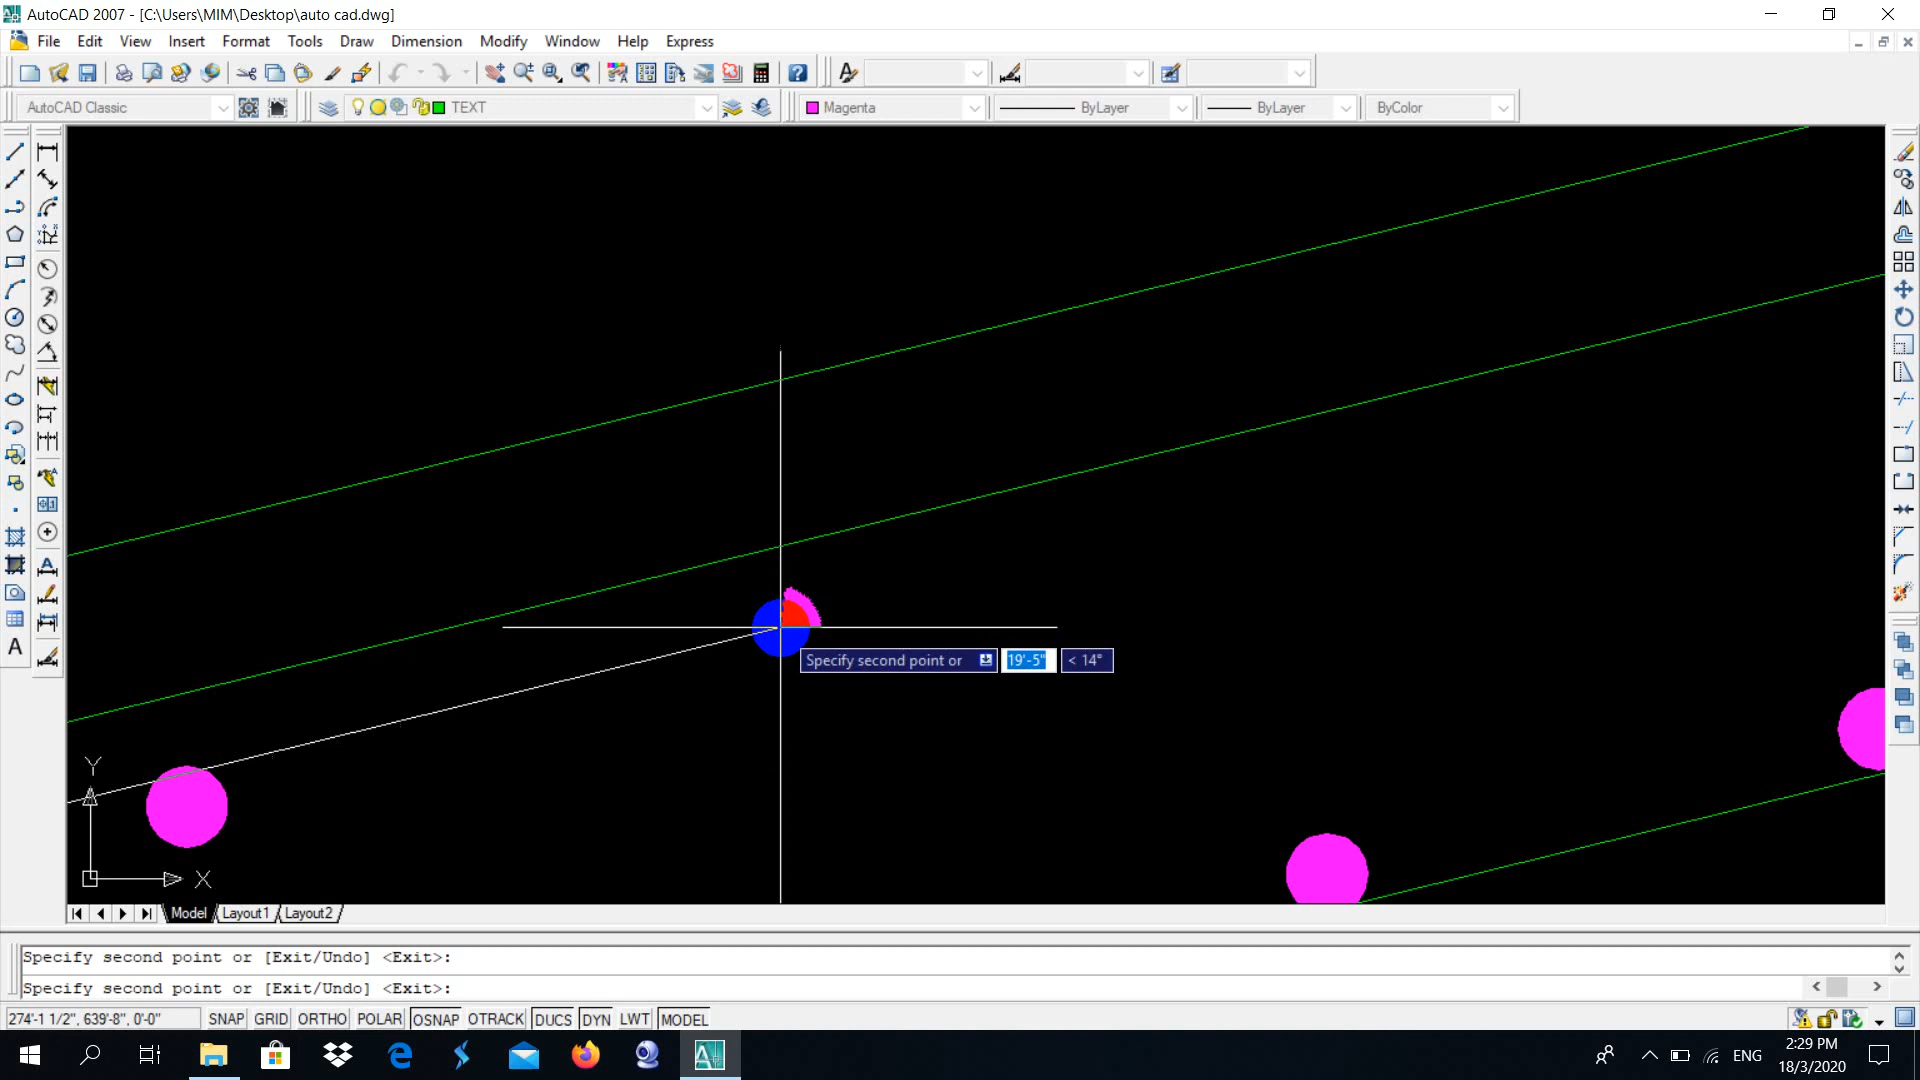 AutoCAD 2007 - [C:\Users\MIM\Desktop\auto cad.dwg]
File Edit View Insert Format Tools Draw Dimension Modify Window Help Express
AutoCAD Classic TEXT Magenta ByLayer ByLayer ByColor
Specify second point or 19'-5" < 14°
Y
X
Model Layout1 Layout2
Specify second point or [Exit/Undo] <Exit>:
Specify second point or [Exit/Undo] <Exit>:
274'-1 1/2", 639'-8", 0'-0" SNAP GRID ORTHO POLAR OSNAP OTRACK DUCS DYN LWT MODEL
ENG
2:29 PM
18/3/2020